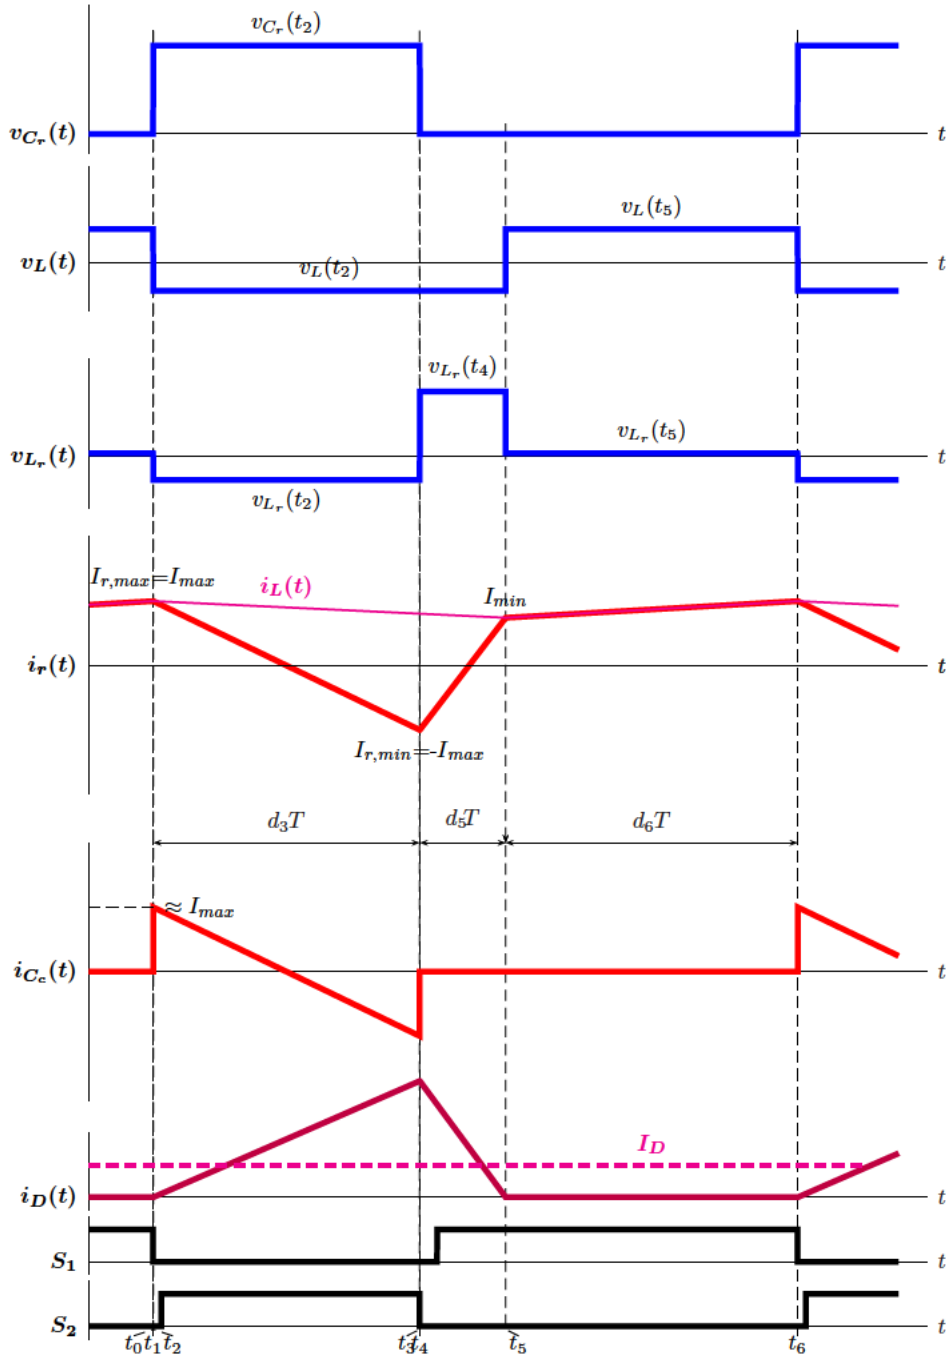 v_{C_r}(t_2)
v_{C_r}(t) t
v_L(t_5)
v_L(t) v_L(t_2) t
v_{L_r}(t_4)
v_{L_r}(t_5)
v_{L_r}(t) t
v_{L_r}(t_2)
I_{r,max}=I_{max} i_L(t) I_{min}
i_r(t) t
I_{r,min}=-I_{max}
d_3T d_5T d_6T
≈ I_{max}
i_{C_c}(t) t
I_D
i_D(t) t
S_1 t
S_2 t
t_0 t_1 t_2 t_3 t_4 t_5 t_6